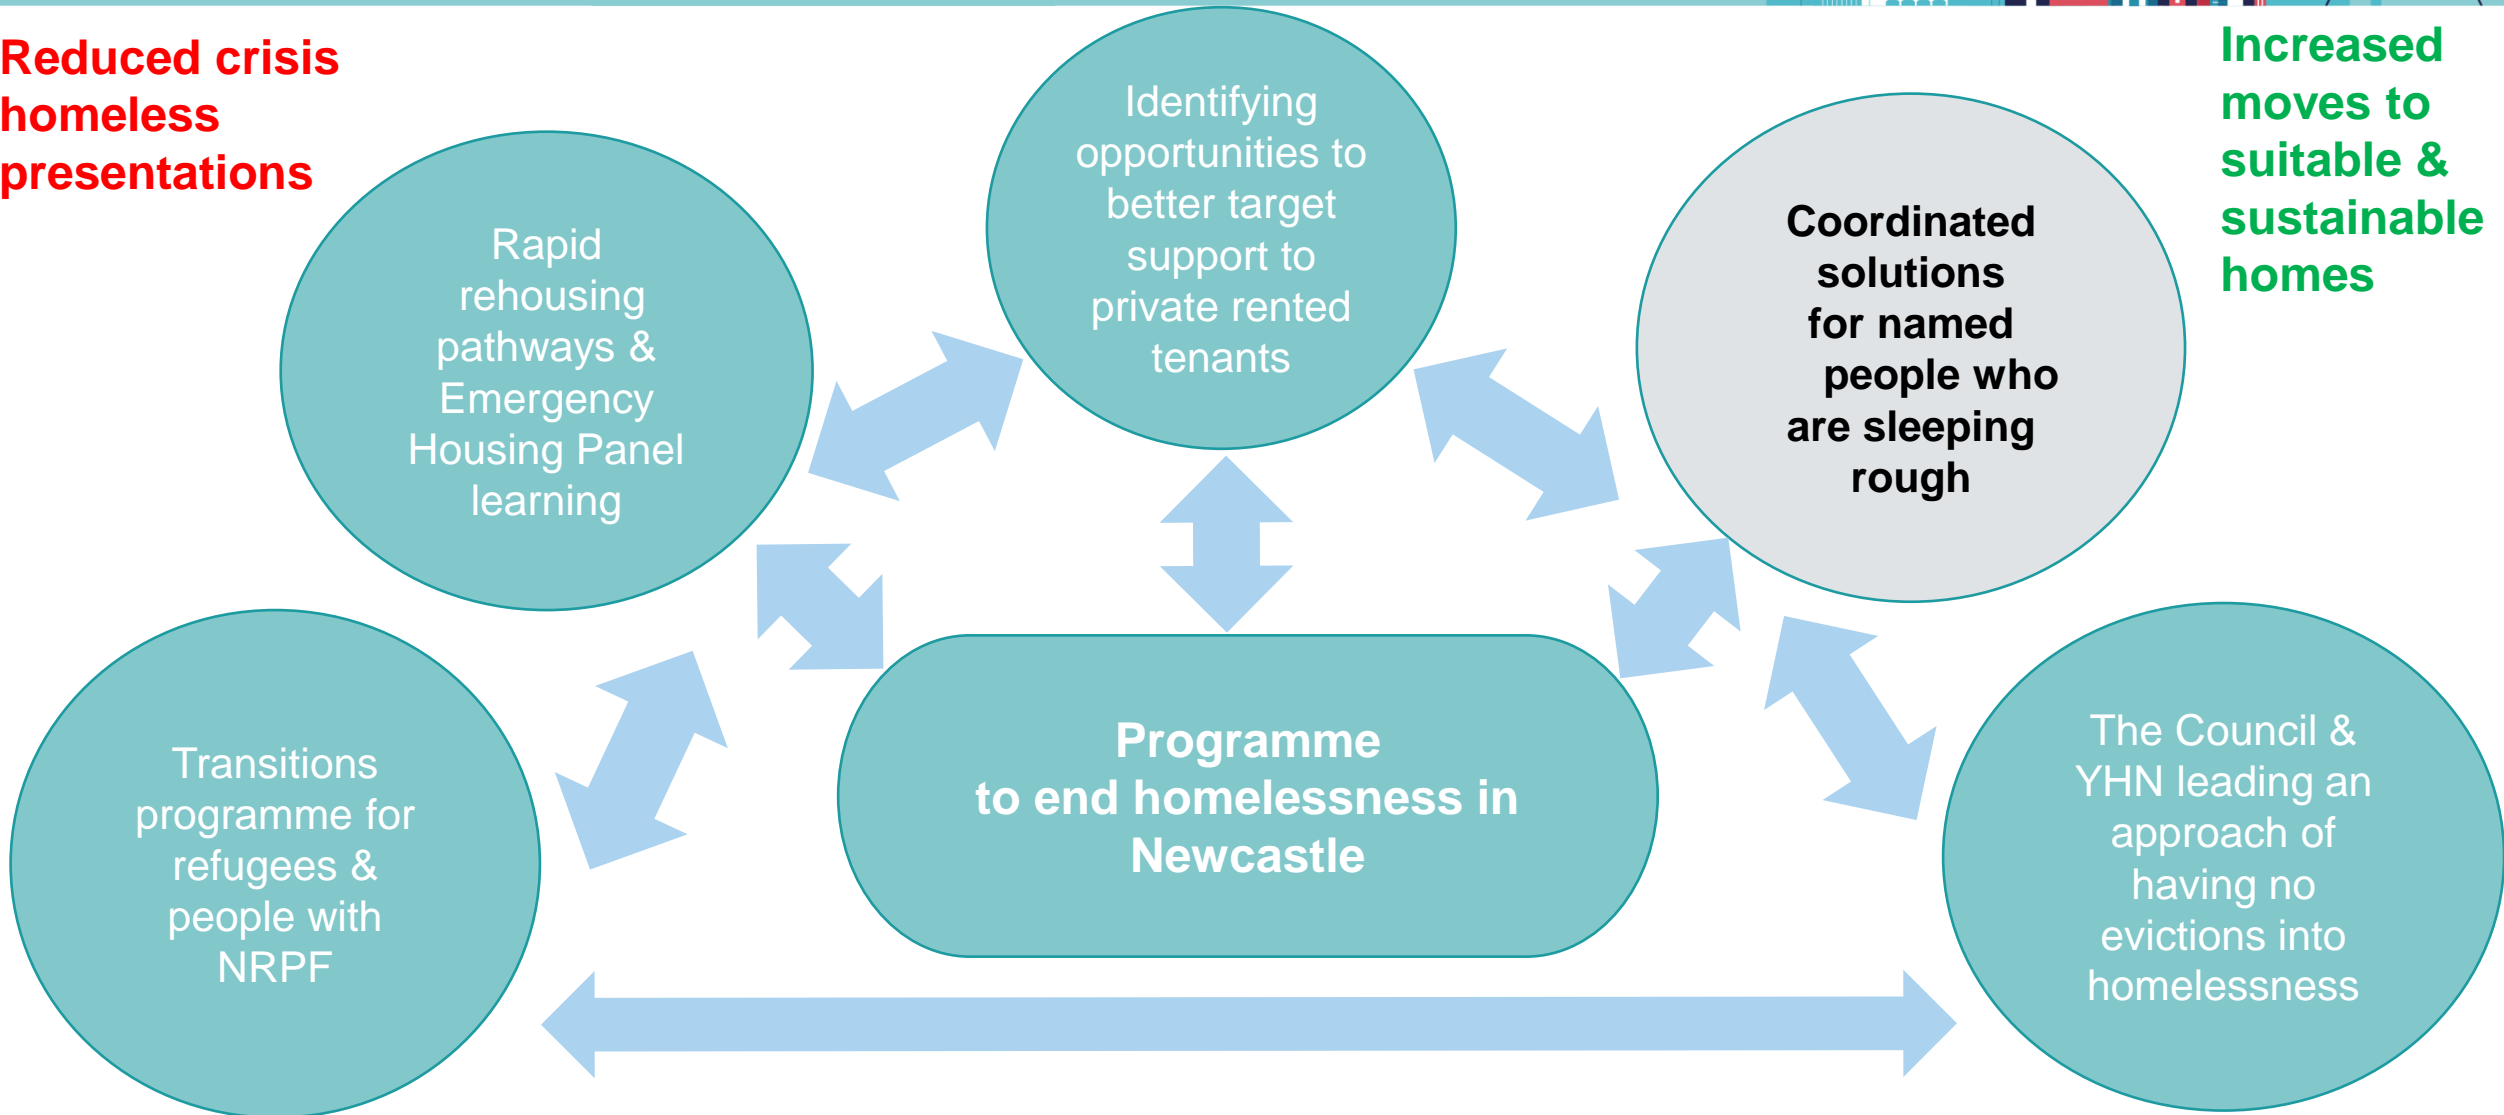 Reduced crisis
homeless
presentations
Increased
moves to
suitable &
sustainable
homes
Identifying
opportunities to
better target
support to
private rented
tenants
Rapid
rehousing
pathways &
Emergency
Housing Panel
learning
Coordinated
solutions
for named
people who
are sleeping
rough
Transitions
programme for
refugees &
people with
NRPF
Programme
to end homelessness in
Newcastle
The Council &
YHN leading an
approach of
having no
evictions into
homelessness